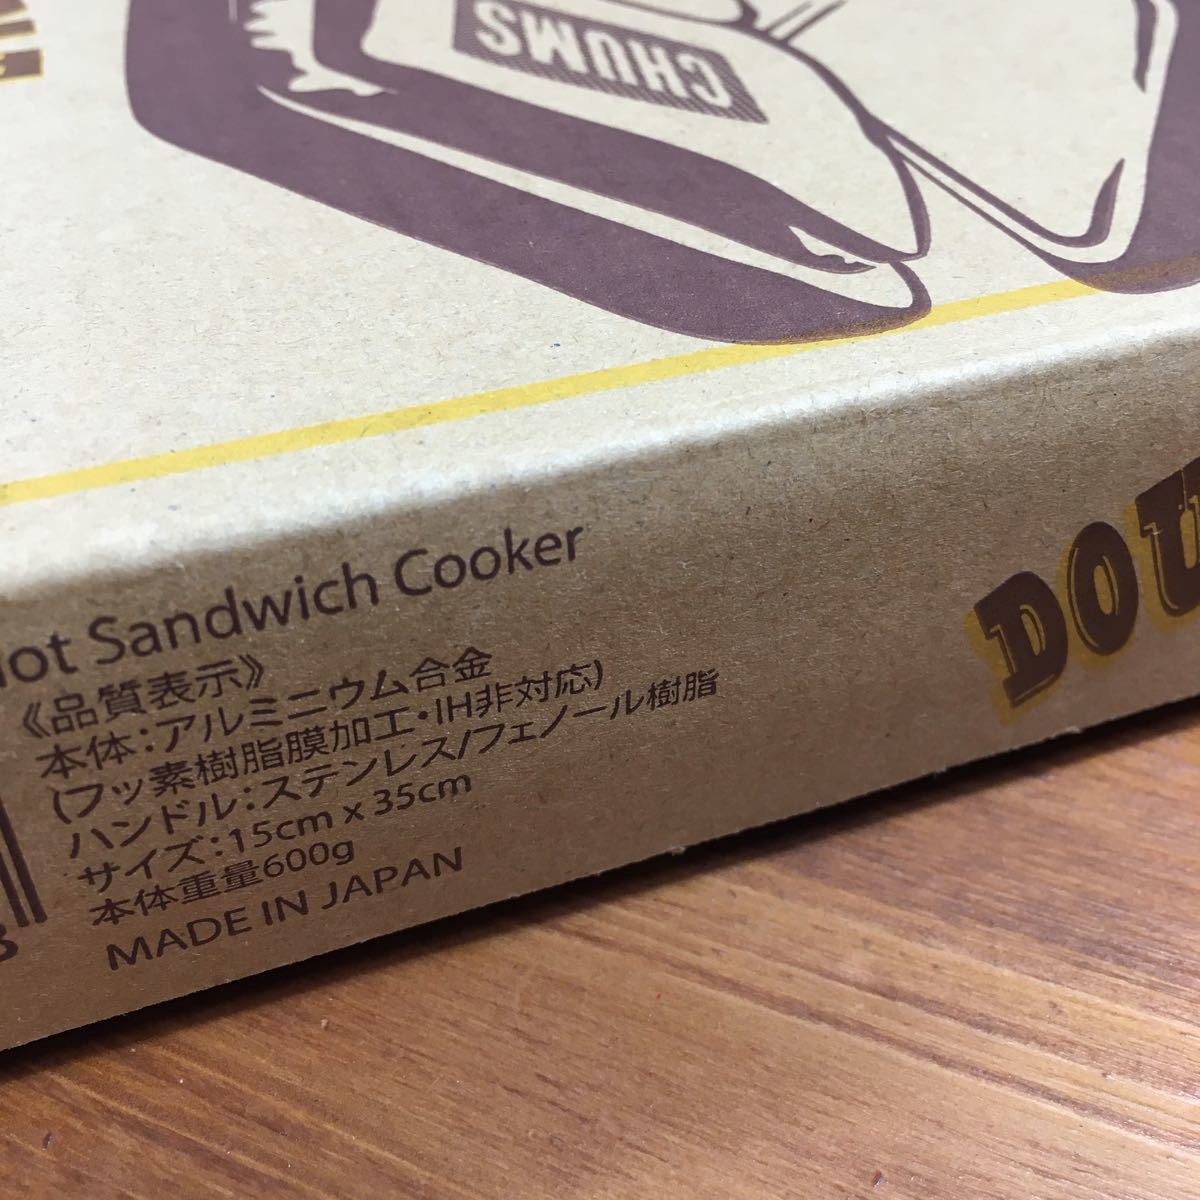 CHUMS
Hot Sandwich Cooker
《品質表示》
本体：アルミニウム合金
(フッ素樹脂膜加工・IH非対応)
ハンドル：ステンレス/フェノール樹脂
サイズ：15cm x 35cm
本体重量600g
MADE IN JAPAN
DOU
3